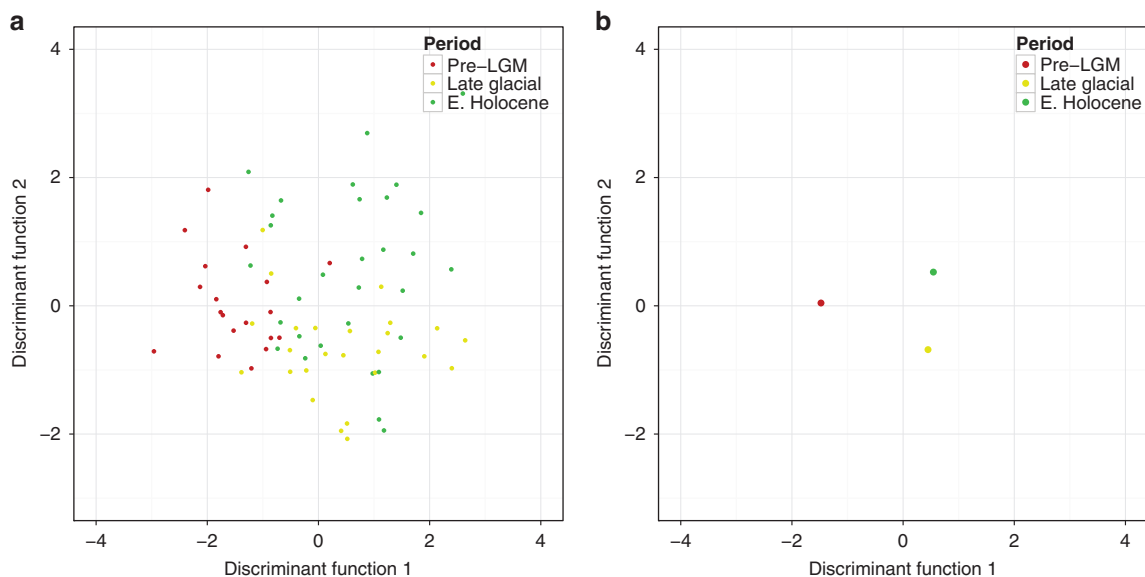 a
Period
Pre–LGM
Late glacial
E. Holocene
4
2
0
−2
Discriminant function 2
−4
−2
0
2
4
Discriminant function 1
b
Period
Pre–LGM
Late glacial
E. Holocene
4
2
0
−2
Discriminant function 2
−4
−2
0
2
4
Discriminant function 1